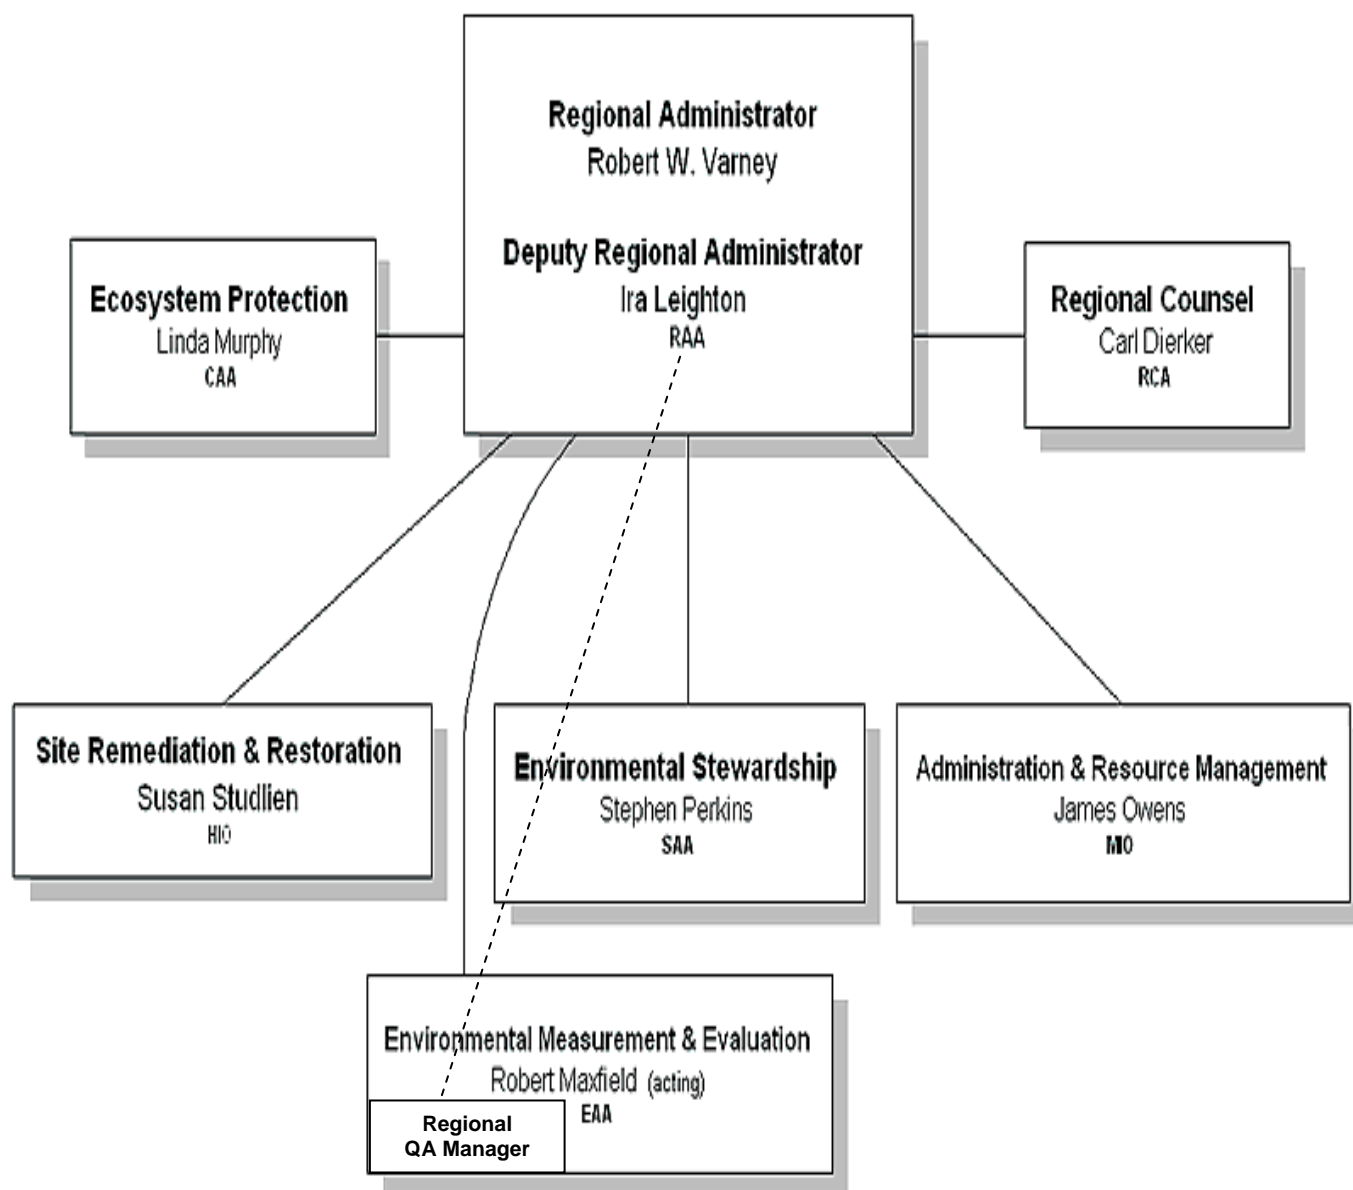 Regional Administrator
Robert W. Varney
Deputy Regional Administrator
Ira Leighton
RAA
Ecosystem Protection
Linda Murphy
CAA
Regional Counsel
Carl Dierker
RCA
Site Remediation & Restoration
Susan Studlien
HIO
Environmental Stewardship
Stephen Perkins
SAA
Administration & Resource Management
James Owens
MIO
Environmental Measurement & Evaluation
Robert Maxfield (acting)
EAA
Regional
QA Manager